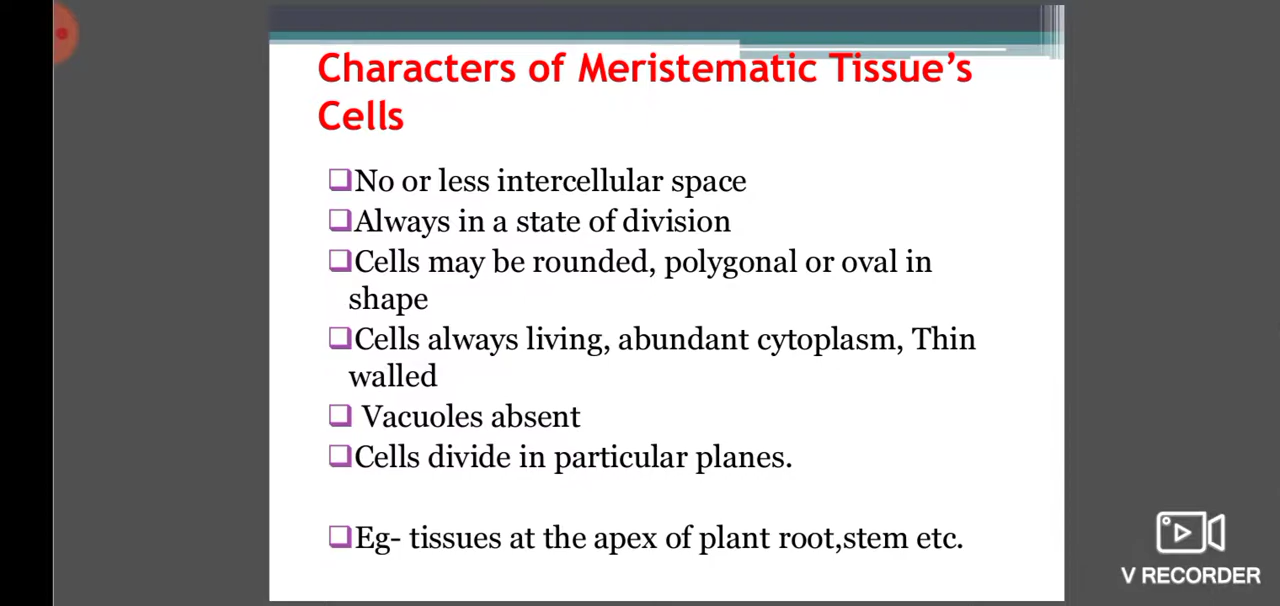 Characters of Meristematic Tissue's
Cells
No or less intercellular space
Always in a state of division
Cells may be rounded, polygonal or oval in
shape
Cells always living, abundant cytoplasm, Thin
walled
Vacuoles absent
Cells divide in particular planes.
Eg- tissues at the apex of plant root,stem etc.
V RECORDER